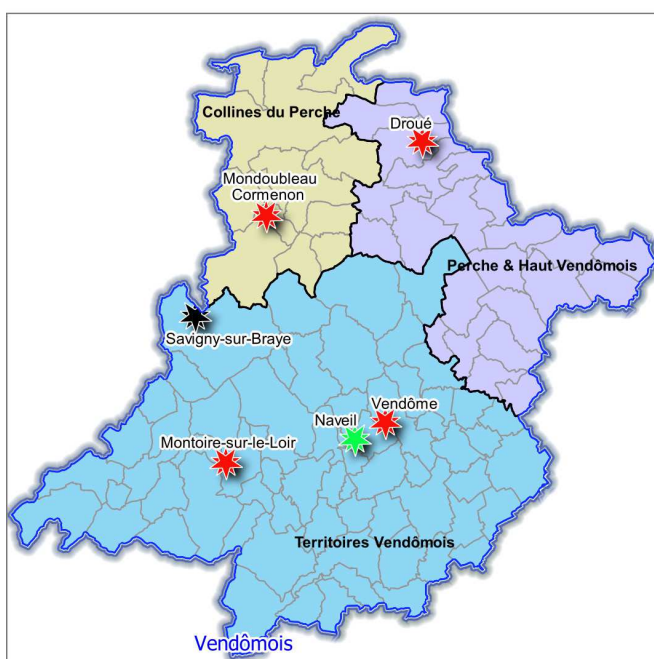 Collines du Perche
Droué
Mondoubleau
Cormenon
Perche & Haut Vendômois
Savigny-sur-Braye
Vendôme
Naveil
Montoire-sur-le-Loir
Territoires Vendômois
Vendômois